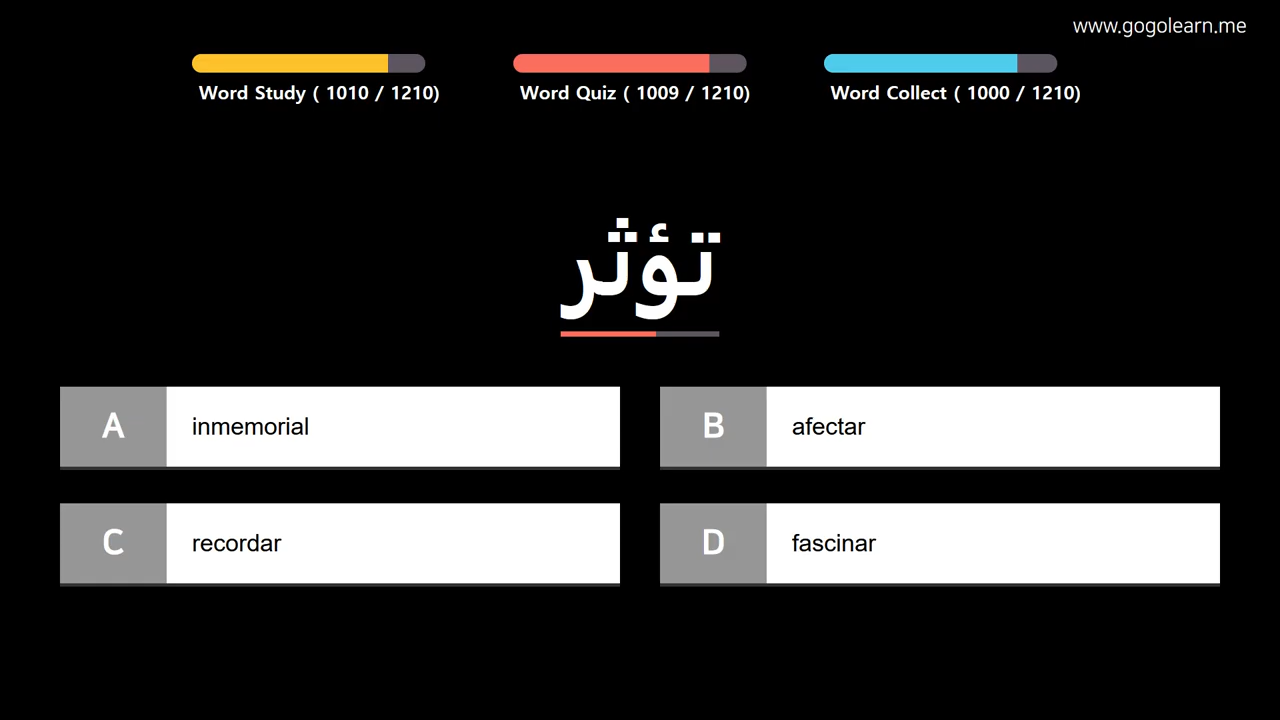 www.gogolearn.me
Word Study ( 1010 / 1210)
Word Quiz ( 1009 / 1210)
Word Collect ( 1000 / 1210)
تؤثر
A inmemorial
B afectar
C recordar
D fascinar